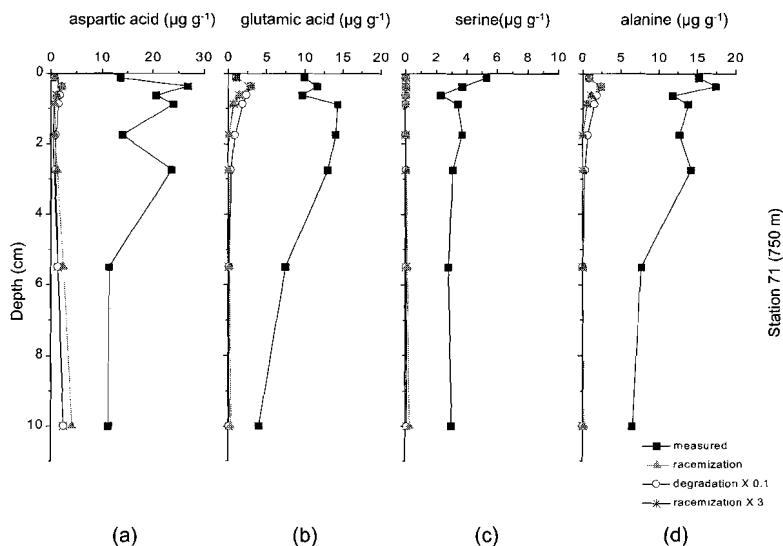 aspartic acid (µg g⁻¹) glutamic acid (µg g⁻¹) serine(µg g⁻¹) alanine (µg g⁻¹)
0 10 20 30 0 5 10 15 20 0 2 4 6 8 10 0 5 10 15 20
0
2
4
6
8
10
Depth (cm)
Station 71 (750 m)
measured
racemization
degradation X 0.1
racemization X 3
(a) (b) (c) (d)